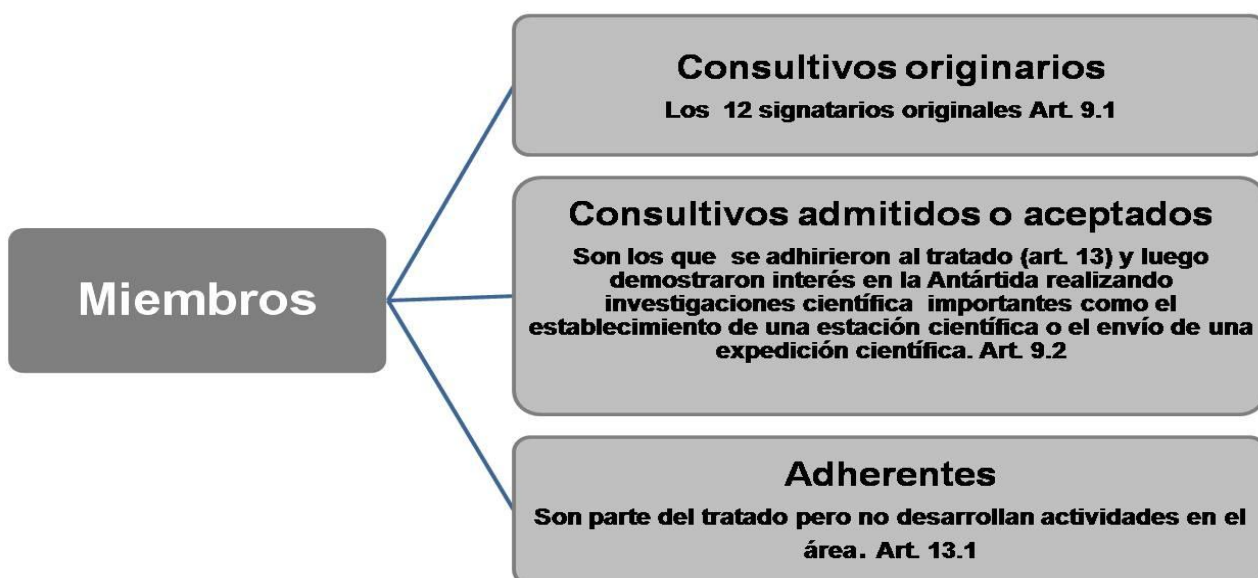 Miembros
Consultivos originarios
Los 12 signatarios originales Art. 9.1
Consultivos admitidos o aceptados
Son los que se adhirieron al tratado (art. 13) y luego
demostraron interés en la Antártida realizando
investigaciones científica importantes como el
establecimiento de una estación científica o el envío de una
expedición científica. Art. 9.2
Adherentes
Son parte del tratado pero no desarrollan actividades en el
área. Art. 13.1